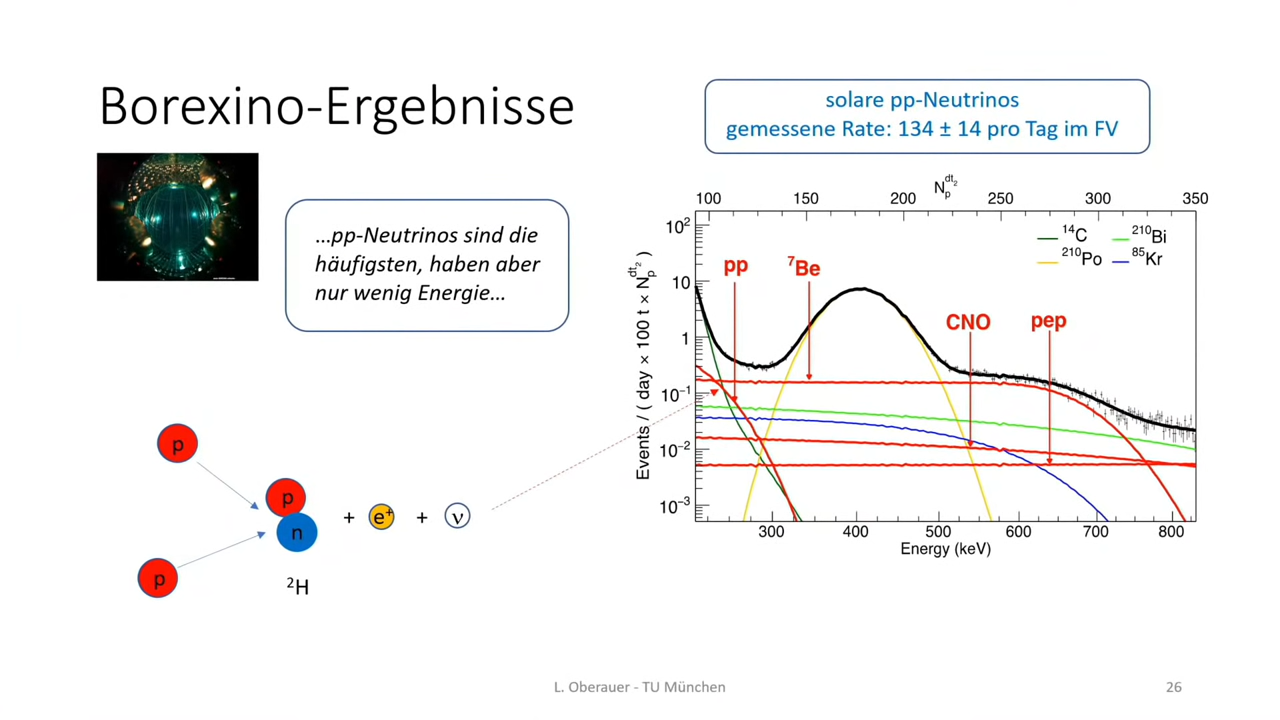 Borexino-Ergebnisse
solare pp-Neutrinos
gemessene Rate: 134 ± 14 pro Tag im FV
…pp-Neutrinos sind die
häufigsten, haben aber
nur wenig Energie…
p
p
p
n
+ e⁺ + ν
²H
Nₚ^dt₂
100 150 200 250 300 350
Events / ( day × 100 t × Nₚ^dt₂ )
10²
10
1
10⁻¹
10⁻²
10⁻³
¹⁴C ²¹⁰Bi
²¹⁰Po ⁸⁵Kr
pp ⁷Be
CNO pep
300 400 500 600 700 800
Energy (keV)
L. Oberauer - TU München
26